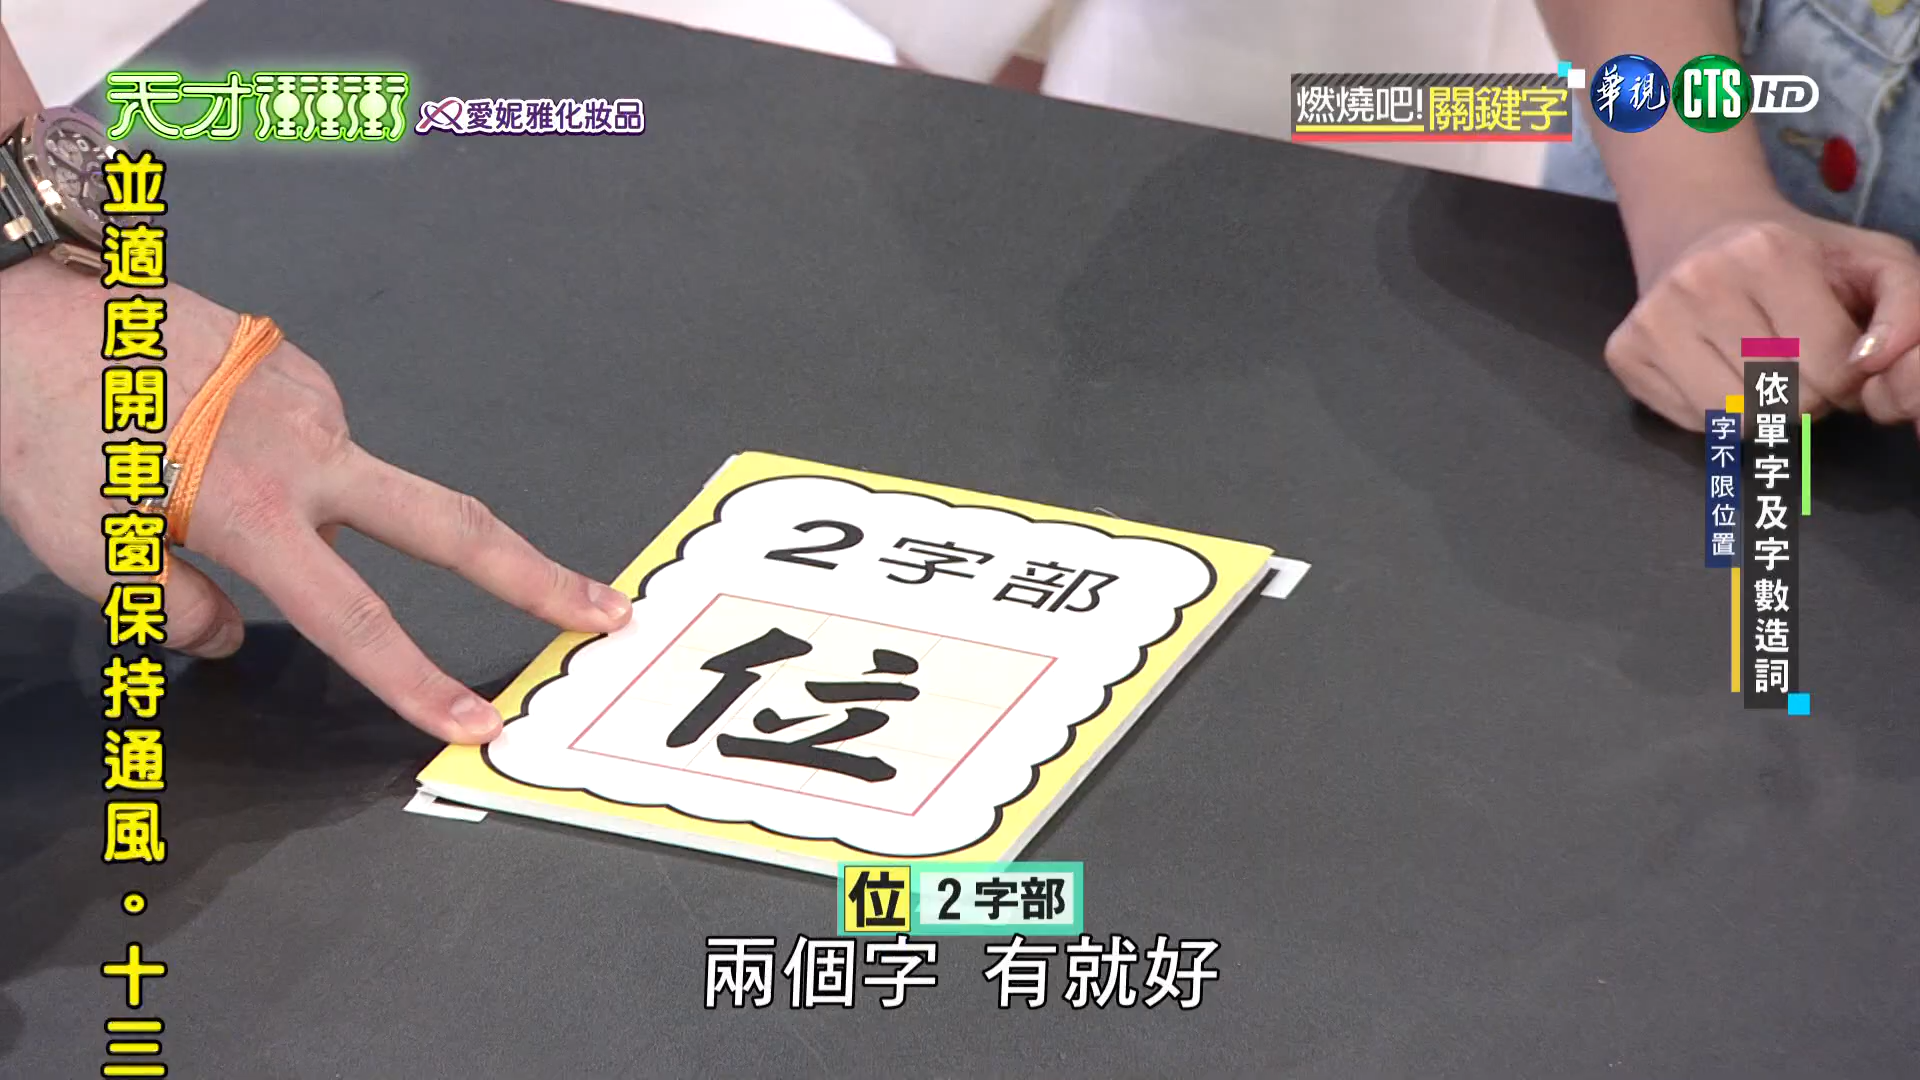 天才衝衝衝
愛妮雅化妝品
燃燒吧!關鍵字
華視 CTS HD
並適度開車窗保持通風。十三
依單字及字數造詞
字不限位置
2字部
位
位 2字部
兩個字 有就好